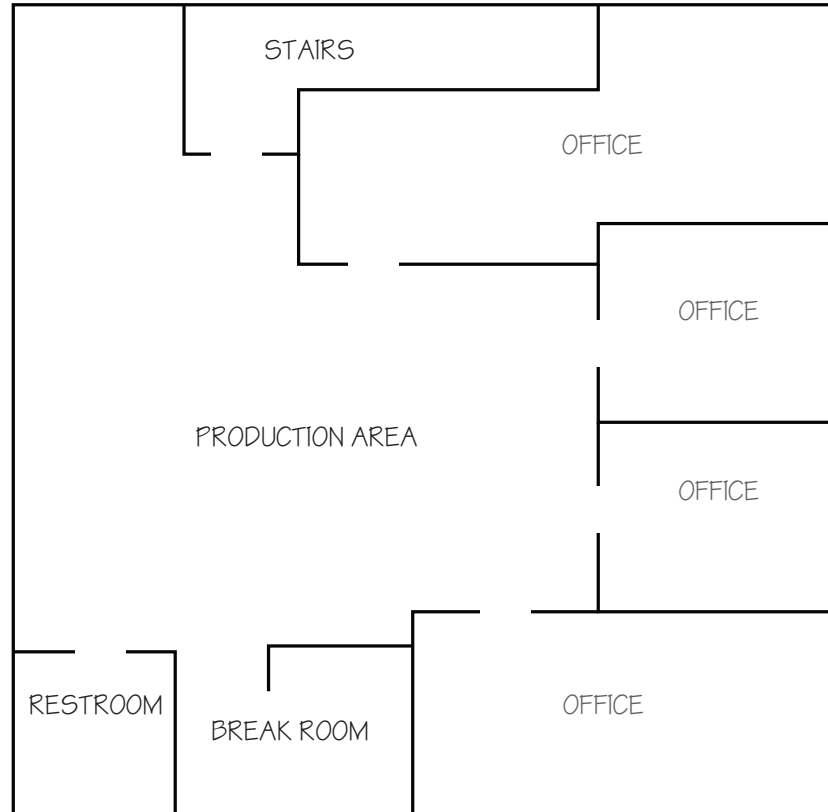 STAIRS
OFFICE
OFFICE
PRODUCTION AREA
OFFICE
RESTROOM
BREAK ROOM
OFFICE